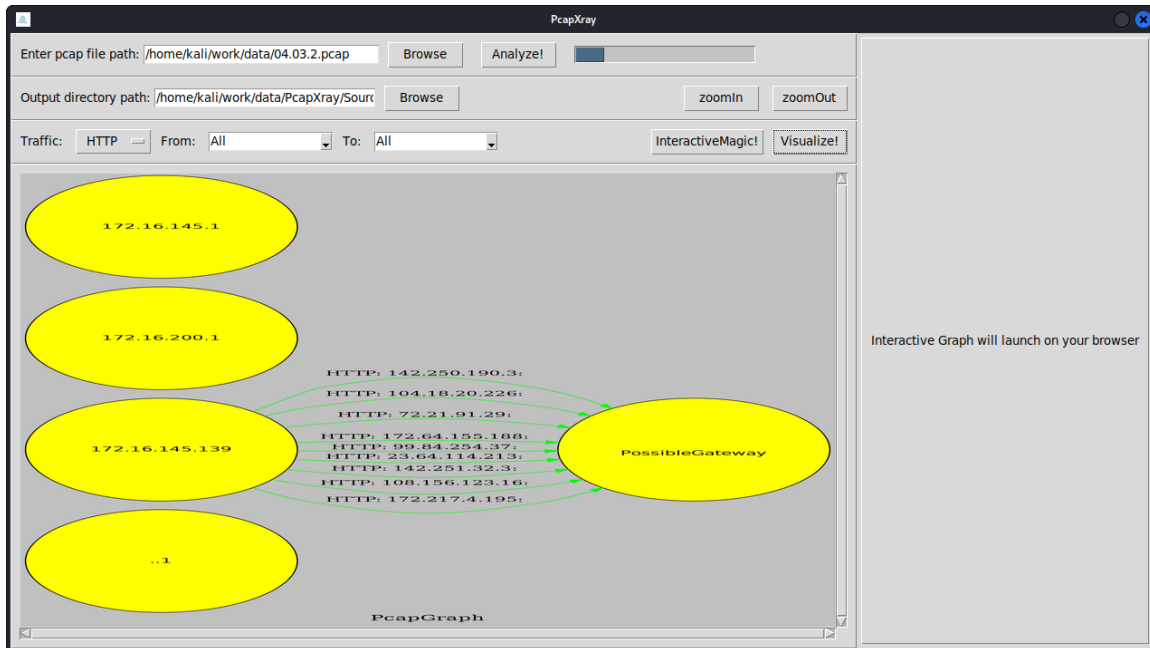 PcapXray
Enter pcap file path: /home/kali/work/data/04.03.2.pcap Browse Analyze!
Output directory path: /home/kali/work/data/PcapXray/Sourc Browse zoomIn zoomOut
Traffic: HTTP From: All To: All InteractiveMagic! Visualize!
172.16.145.1
172.16.200.1
HTTP: 142.250.190.3:
HTTP: 104.18.20.226:
HTTP: 72.21.91.29:
HTTP: 172.64.155.188:
HTTP: 99.84.254.37:
HTTP: 23.64.114.213:
HTTP: 142.251.32.3:
HTTP: 108.156.123.16:
HTTP: 172.217.4.195:
172.16.145.139
PossibleGateway
..1
PcapGraph
Interactive Graph will launch on your browser